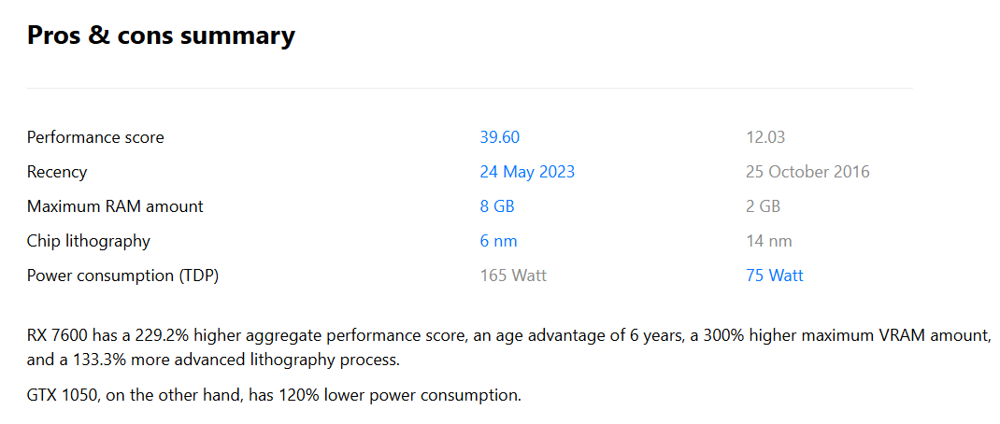 Pros & cons summary
Performance score 39.60 12.03
Recency 24 May 2023 25 October 2016
Maximum RAM amount 8 GB 2 GB
Chip lithography 6 nm 14 nm
Power consumption (TDP) 165 Watt 75 Watt
RX 7600 has a 229.2% higher aggregate performance score, an age advantage of 6 years, a 300% higher maximum VRAM amount,
and a 133.3% more advanced lithography process.
GTX 1050, on the other hand, has 120% lower power consumption.